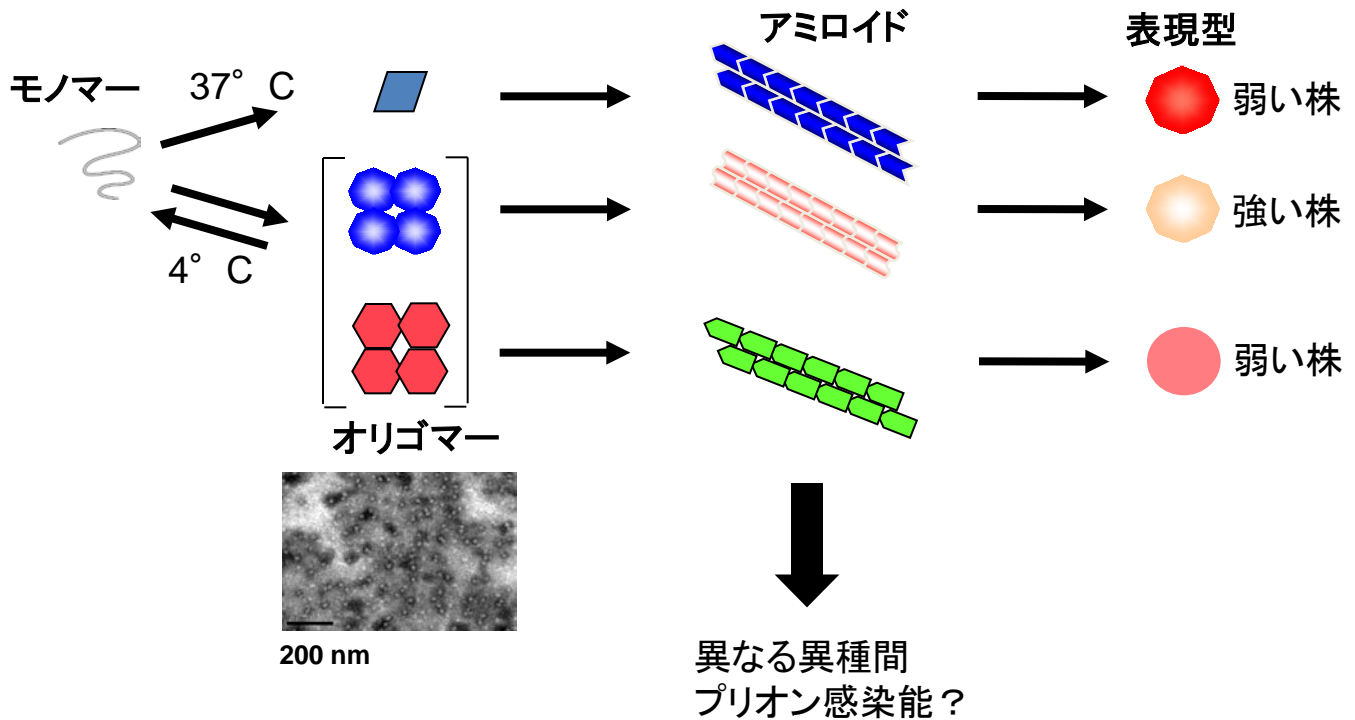 アミロイド
表現型
モノマー
37° C
弱い株
強い株
4° C
弱い株
オリゴマー
200 nm
異なる異種間
プリオン感染能？